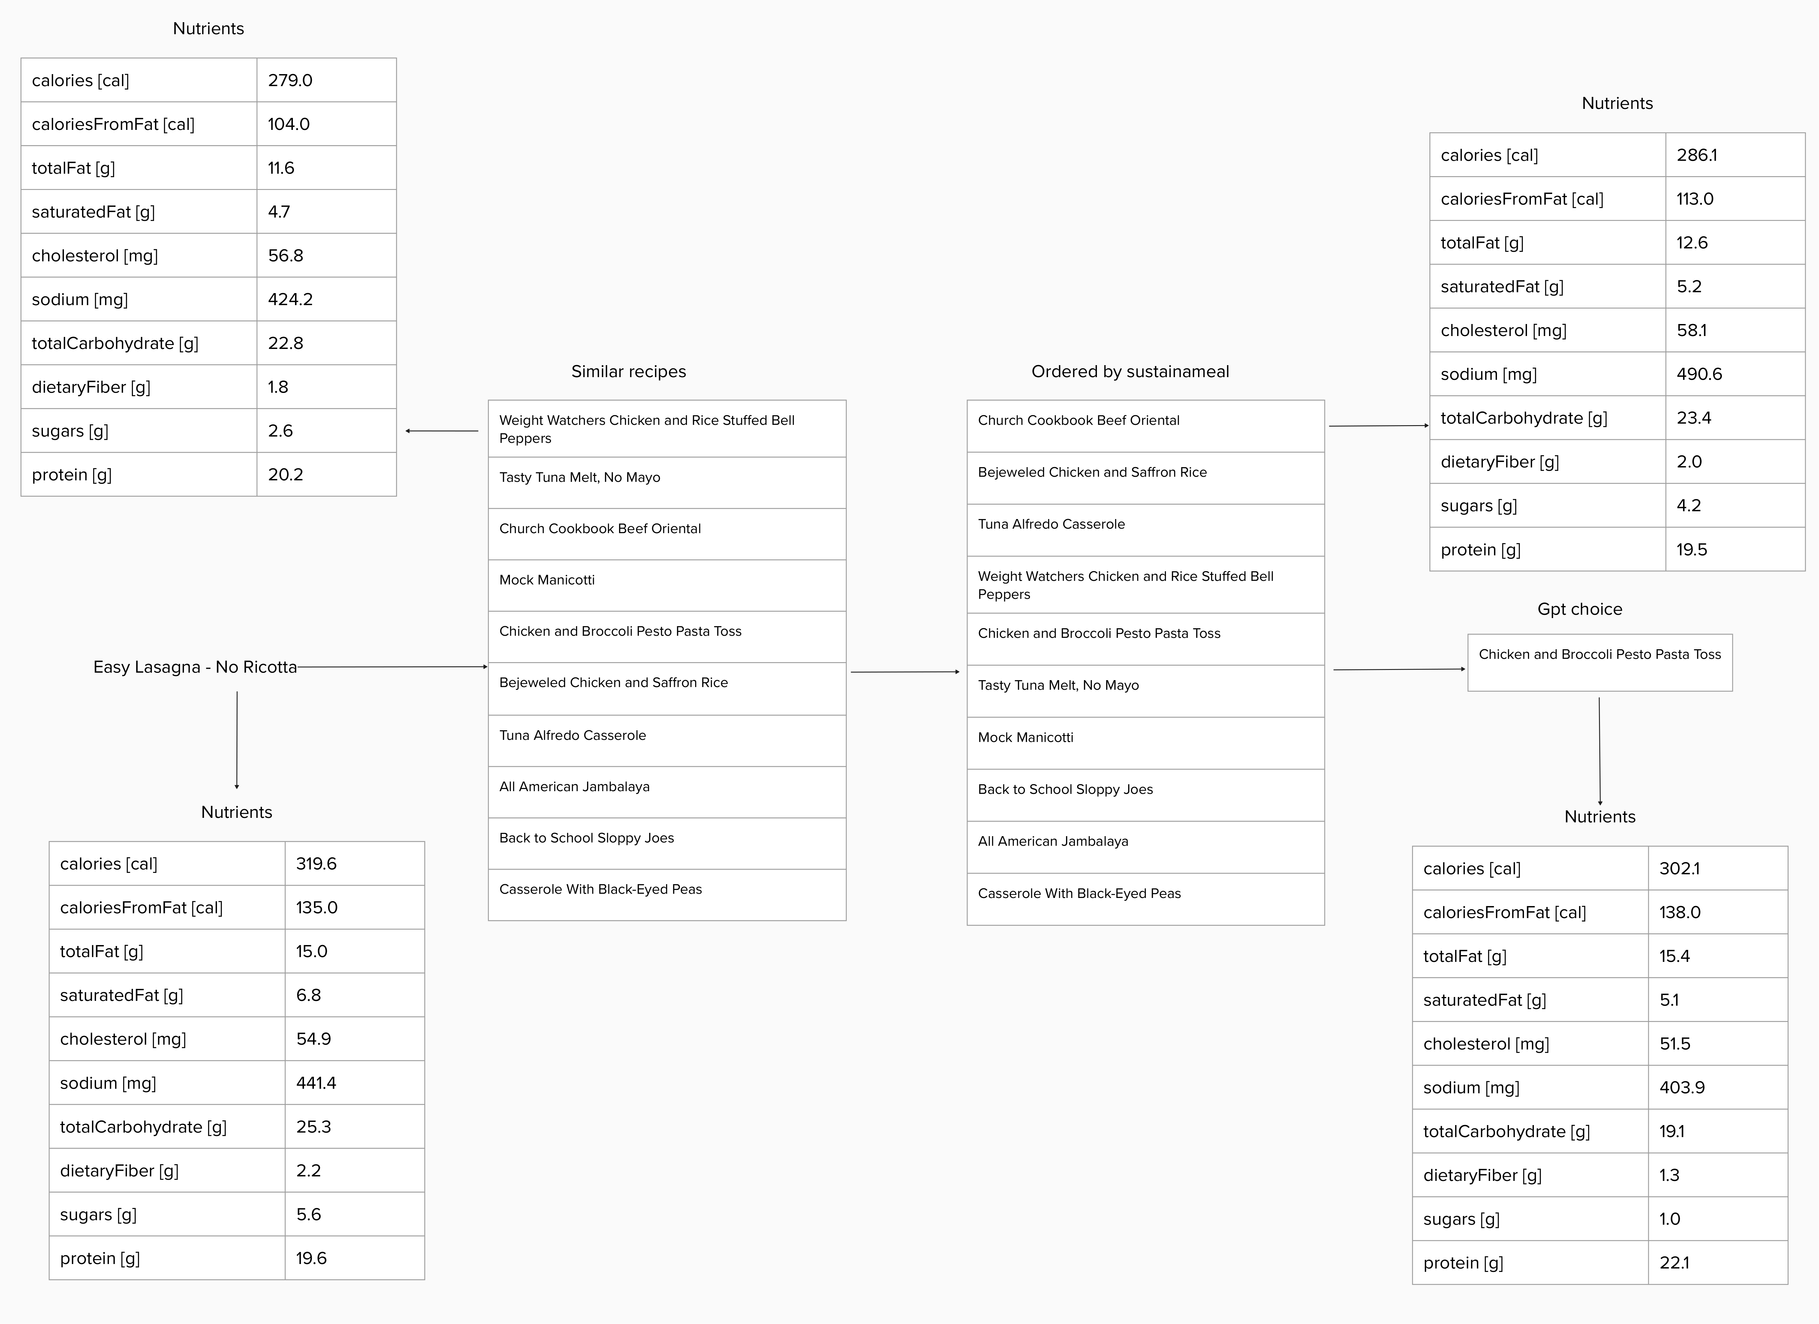 Nutrients
calories [cal] 279.0
caloriesFromFat [cal] 104.0
totalFat [g] 11.6
saturatedFat [g] 4.7
cholesterol [mg] 56.8
sodium [mg] 424.2
totalCarbohydrate [g] 22.8
dietaryFiber [g] 1.8
sugars [g] 2.6
protein [g] 20.2
Easy Lasagna - No Ricotta
Nutrients
calories [cal] 319.6
caloriesFromFat [cal] 135.0
totalFat [g] 15.0
saturatedFat [g] 6.8
cholesterol [mg] 54.9
sodium [mg] 441.4
totalCarbohydrate [g] 25.3
dietaryFiber [g] 2.2
sugars [g] 5.6
protein [g] 19.6
Similar recipes
Weight Watchers Chicken and Rice Stuffed Bell
Peppers
Tasty Tuna Melt, No Mayo
Church Cookbook Beef Oriental
Mock Manicotti
Chicken and Broccoli Pesto Pasta Toss
Bejeweled Chicken and Saffron Rice
Tuna Alfredo Casserole
All American Jambalaya
Back to School Sloppy Joes
Casserole With Black-Eyed Peas
Ordered by sustainameal
Church Cookbook Beef Oriental
Bejeweled Chicken and Saffron Rice
Tuna Alfredo Casserole
Weight Watchers Chicken and Rice Stuffed Bell
Peppers
Chicken and Broccoli Pesto Pasta Toss
Tasty Tuna Melt, No Mayo
Mock Manicotti
Back to School Sloppy Joes
All American Jambalaya
Casserole With Black-Eyed Peas
Nutrients
calories [cal] 286.1
caloriesFromFat [cal] 113.0
totalFat [g] 12.6
saturatedFat [g] 5.2
cholesterol [mg] 58.1
sodium [mg] 490.6
totalCarbohydrate [g] 23.4
dietaryFiber [g] 2.0
sugars [g] 4.2
protein [g] 19.5
Gpt choice
Chicken and Broccoli Pesto Pasta Toss
Nutrients
calories [cal] 302.1
caloriesFromFat [cal] 138.0
totalFat [g] 15.4
saturatedFat [g] 5.1
cholesterol [mg] 51.5
sodium [mg] 403.9
totalCarbohydrate [g] 19.1
dietaryFiber [g] 1.3
sugars [g] 1.0
protein [g] 22.1